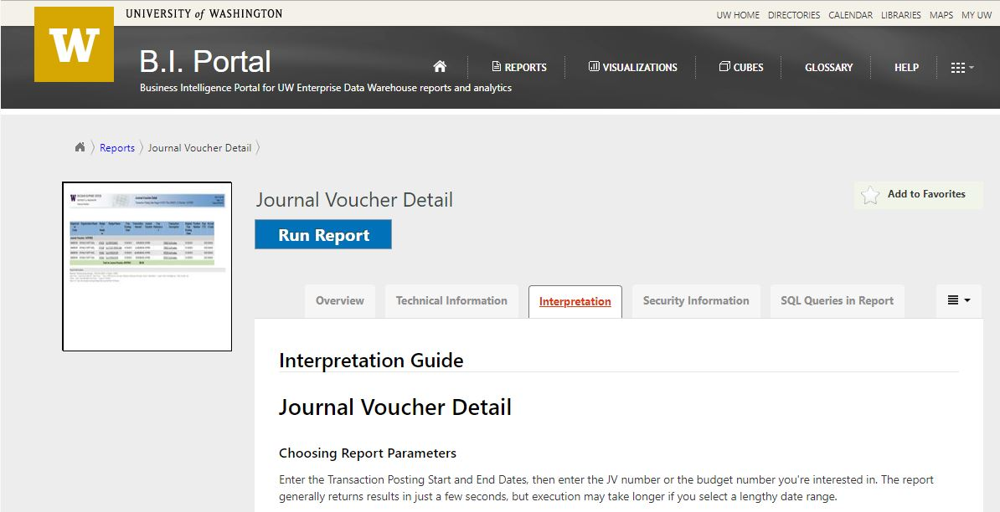 W
UNIVERSITY of WASHINGTON
UW HOME DIRECTORIES CALENDAR LIBRARIES MAPS MY UW
B.I. Portal
Business Intelligence Portal for UW Enterprise Data Warehouse reports and analytics
REPORTS VISUALIZATIONS CUBES GLOSSARY HELP
Reports Journal Voucher Detail
Journal Voucher Detail
Add to Favorites
Run Report
Overview Technical Information Interpretation Security Information SQL Queries in Report
Interpretation Guide
Journal Voucher Detail
Choosing Report Parameters
Enter the Transaction Posting Start and End Dates, then enter the JV number or the budget number you're interested in. The report
generally returns results in just a few seconds, but execution may take longer if you select a lengthy date range.